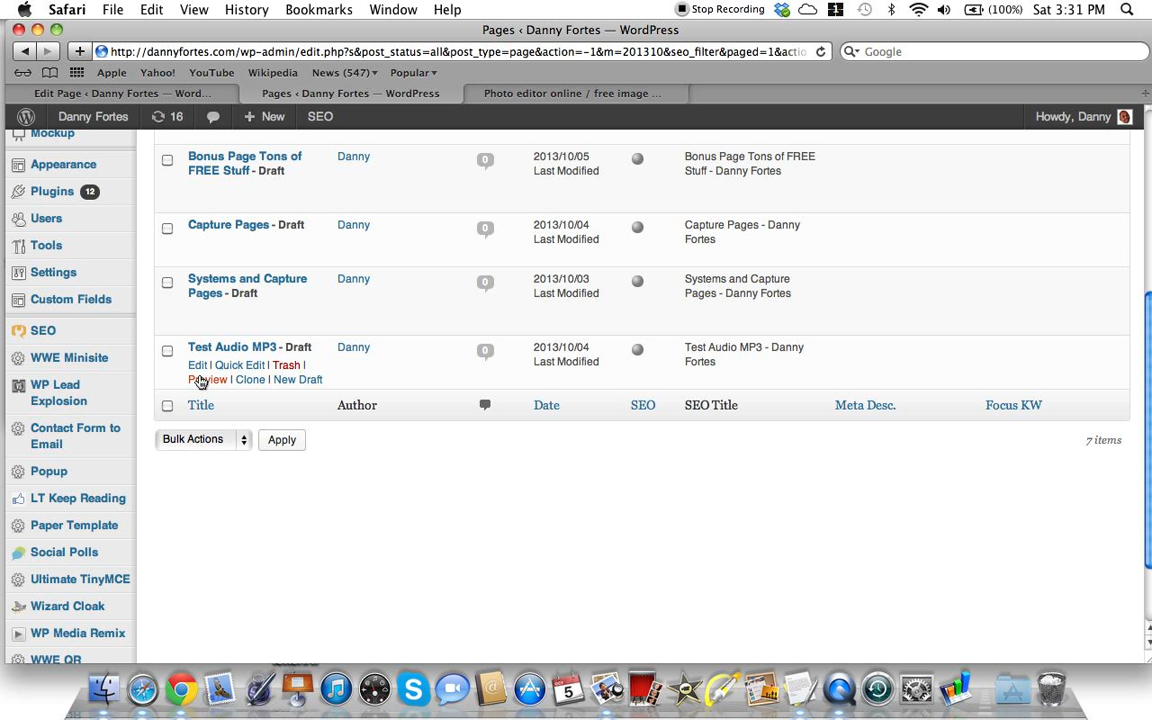 Safari File Edit View History Bookmarks Window Help Stop Recording (100%) Sat 3:31 PM
Pages ‹ Danny Fortes — WordPress
http://dannyfortes.com/wp-admin/edit.php?s&post_status=all&post_type=page&action=-1&m=201310&seo_filter&paged=1&actio Google
Apple Yahoo! YouTube Wikipedia News (547)▾ Popular▾
Edit Page ‹ Danny Fortes — Word... Pages ‹ Danny Fortes — WordPress Photo editor online / free image ...
Danny Fortes 16 + New SEO Howdy, Danny
Mockup
Appearance
Plugins 12
Users
Tools
Settings
Custom Fields
SEO
WWE Minisite
WP Lead
Explosion
Contact Form to
Email
Popup
LT Keep Reading
Paper Template
Social Polls
Ultimate TinyMCE
Wizard Cloak
WP Media Remix
WWE QR
Bonus Page Tons of Danny 0 2013/10/05 Bonus Page Tons of FREE
FREE Stuff - Draft Last Modified Stuff - Danny Fortes
Capture Pages - Draft Danny 0 2013/10/04 Capture Pages - Danny
Last Modified Fortes
Systems and Capture Danny 0 2013/10/03 Systems and Capture
Pages - Draft Last Modified Pages - Danny Fortes
Test Audio MP3 - Draft Danny 0 2013/10/04 Test Audio MP3 - Danny
Last Modified Fortes
Edit | Quick Edit | Trash |
Preview | Clone | New Draft
Title Author Date SEO SEO Title Meta Desc. Focus KW
Bulk Actions Apply 7 items